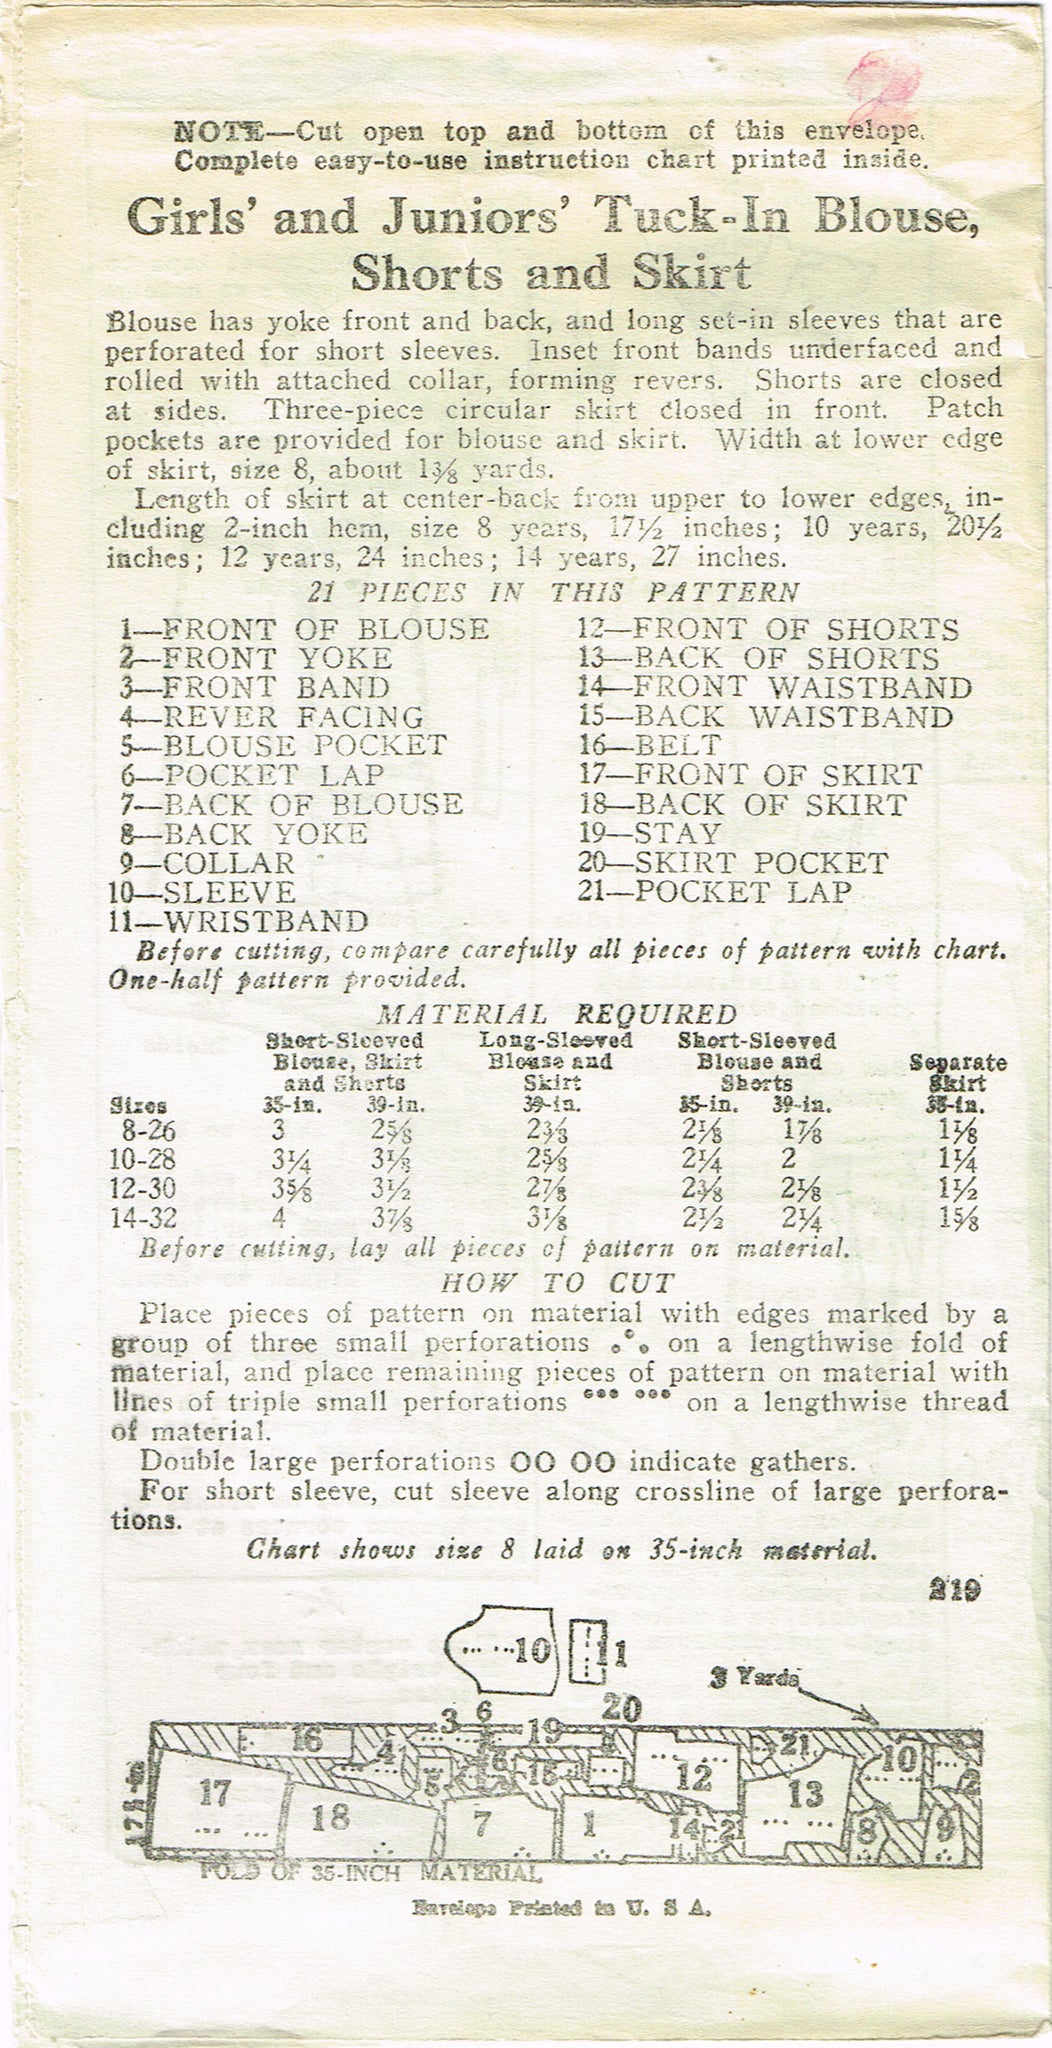 NOTE—Cut open top and bottom of this envelope.
Complete easy-to-use instruction chart printed inside.
Girls' and Juniors' Tuck-In Blouse,
Shorts and Skirt
Blouse has yoke front and back, and long set-in sleeves that are
perforated for short sleeves. Inset front bands underfaced and
rolled with attached collar, forming revers. Shorts are closed
at sides. Three-piece circular skirt closed in front. Patch
pockets are provided for blouse and skirt. Width at lower edge
of skirt, size 8, about 1⅜ yards.
Length of skirt at center-back from upper to lower edges, in-
cluding 2-inch hem, size 8 years, 17½ inches; 10 years, 20½
inches; 12 years, 24 inches; 14 years, 27 inches.
21 PIECES IN THIS PATTERN
1—FRONT OF BLOUSE
2—FRONT YOKE
3—FRONT BAND
4—REVER FACING
5—BLOUSE POCKET
6—POCKET LAP
7—BACK OF BLOUSE
8—BACK YOKE
9—COLLAR
10—SLEEVE
11—WRISTBAND
12—FRONT OF SHORTS
13—BACK OF SHORTS
14—FRONT WAISTBAND
15—BACK WAISTBAND
16—BELT
17—FRONT OF SKIRT
18—BACK OF SKIRT
19—STAY
20—SKIRT POCKET
21—POCKET LAP
Before cutting, compare carefully all pieces of pattern with chart.
One-half pattern provided.
MATERIAL REQUIRED
Short-Sleeved Long-Sleeved Short-Sleeved
Blouse, Skirt Blouse and Blouse and Separate
and Shorts Skirt Shorts Skirt
Sizes 35-in. 39-in. 39-in. 35-in. 39-in. 35-in.
8-26 3 2⅝ 2⅜ 2⅛ 1⅞ 1⅛
10-28 3¼ 3⅛ 2⅝ 2¼ 2 1¼
12-30 3⅝ 3½ 2⅞ 2⅜ 2⅛ 1½
14-32 4 3⅞ 3⅛ 2½ 2¼ 1⅝
Before cutting, lay all pieces of pattern on material.
HOW TO CUT
Place pieces of pattern on material with edges marked by a
group of three small perforations on a lengthwise fold of
material, and place remaining pieces of pattern on material with
lines of triple small perforations on a lengthwise thread
of material.
Double large perforations OO OO indicate gathers.
For short sleeve, cut sleeve along crossline of large perfora-
tions.
Chart shows size 8 laid on 35-inch material.
219
10 11
3 Yards
3 6 19 20
16 4 5 15 12 21 10 2
17 18 7 1 14 2 13 8 9
FOLD OF 35-INCH MATERIAL
Envelope Printed in U. S A.